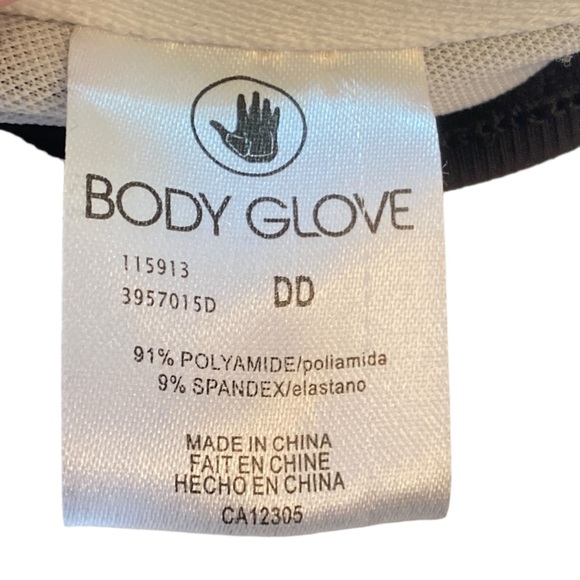 BODY GLOVE
115913
3957015D DD
91% POLYAMIDE/poliamida
9% SPANDEX/elastano
MADE IN CHINA
FAIT EN CHINE
HECHO EN CHINA
CA12305